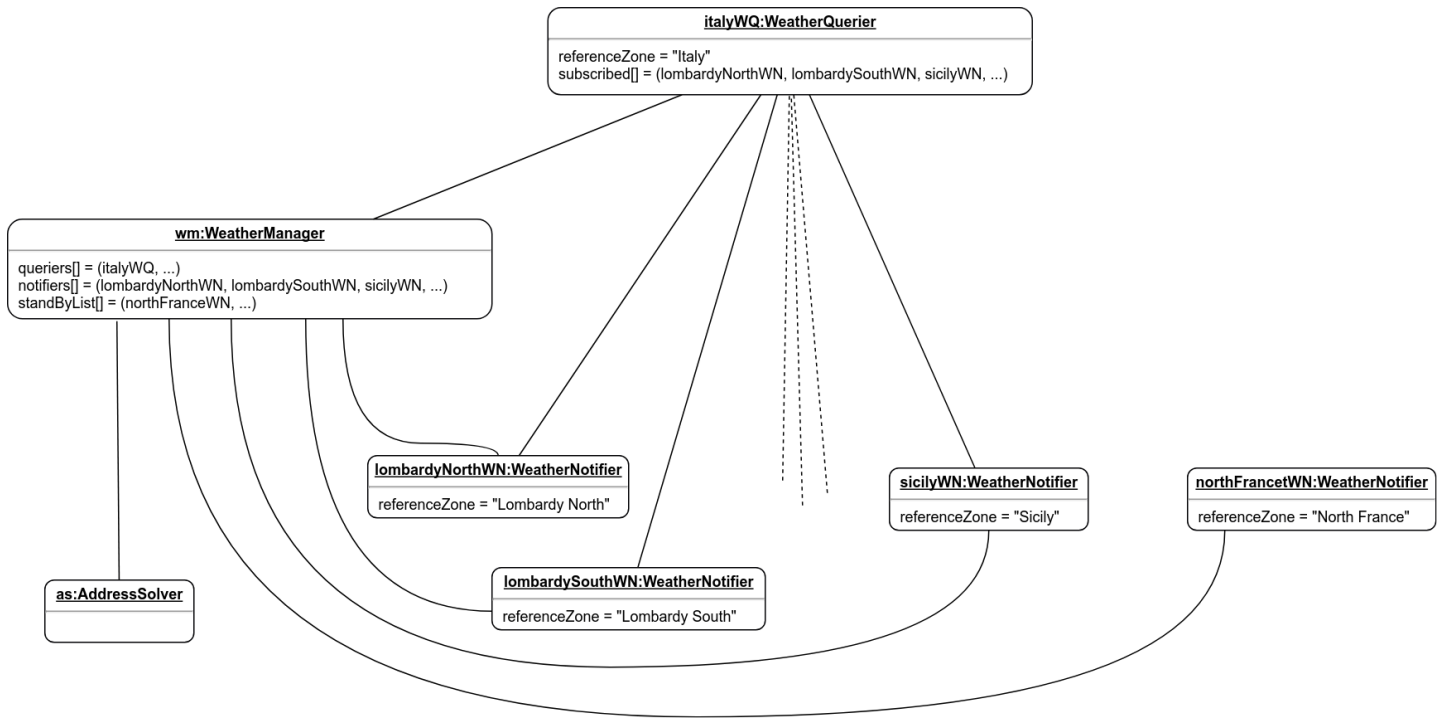 italyWQ:WeatherQuerier
referenceZone = "Italy"
subscribed[] = (lombardyNorthWN, lombardySouthWN, sicilyWN, ...)
wm:WeatherManager
queriers[] = (italyWQ, ...)
notifiers[] = (lombardyNorthWN, lombardySouthWN, sicilyWN, ...)
standByList[] = (northFranceWN, ...)
lombardyNorthWN:WeatherNotifier
referenceZone = "Lombardy North"
sicilyWN:WeatherNotifier
referenceZone = "Sicily"
northFrancetWN:WeatherNotifier
referenceZone = "North France"
lombardySouthWN:WeatherNotifier
referenceZone = "Lombardy South"
as:AddressSolver